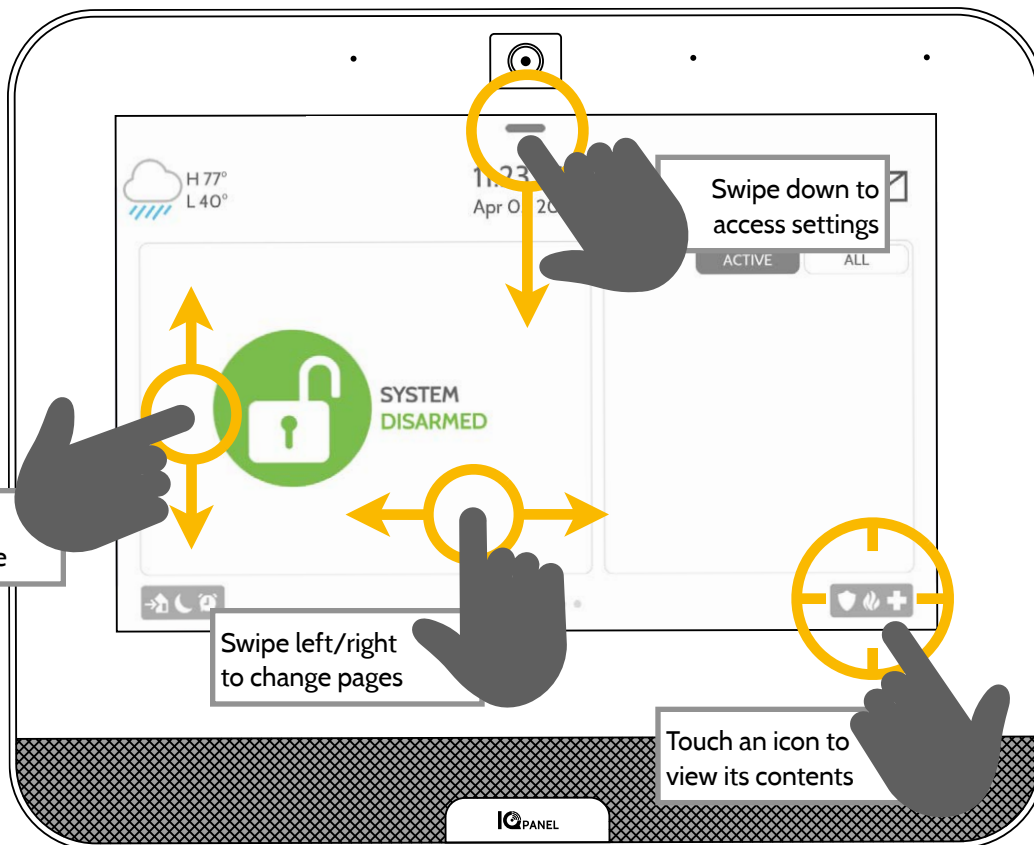 H 77°
L 40°
Swipe down to
access settings
ACTIVE
ALL
SYSTEM
DISARMED
Swipe left/right
to change pages
Touch an icon to
view its contents
IQ PANEL